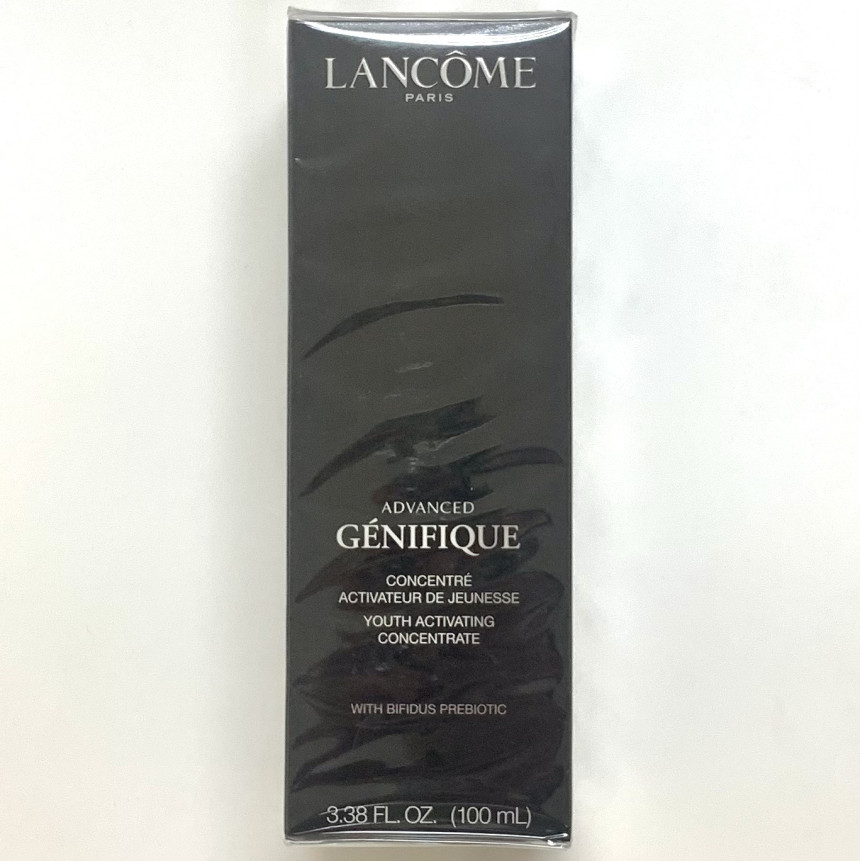 LANCÔME
PARIS
ADVANCED
GÉNIFIQUE
CONCENTRÉ
ACTIVATEUR DE JEUNESSE
YOUTH ACTIVATING
CONCENTRATE
WITH BIFIDUS PREBIOTIC
3.38 FL. OZ. (100 mL)